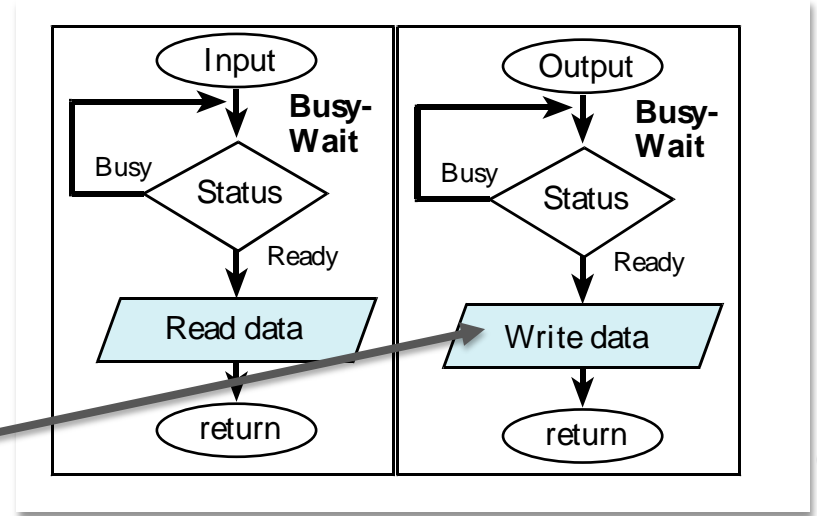 Input
Busy-
Wait
Busy
Status
Ready
Read data
return
Output
Busy-
Wait
Busy
Status
Ready
Write data
return